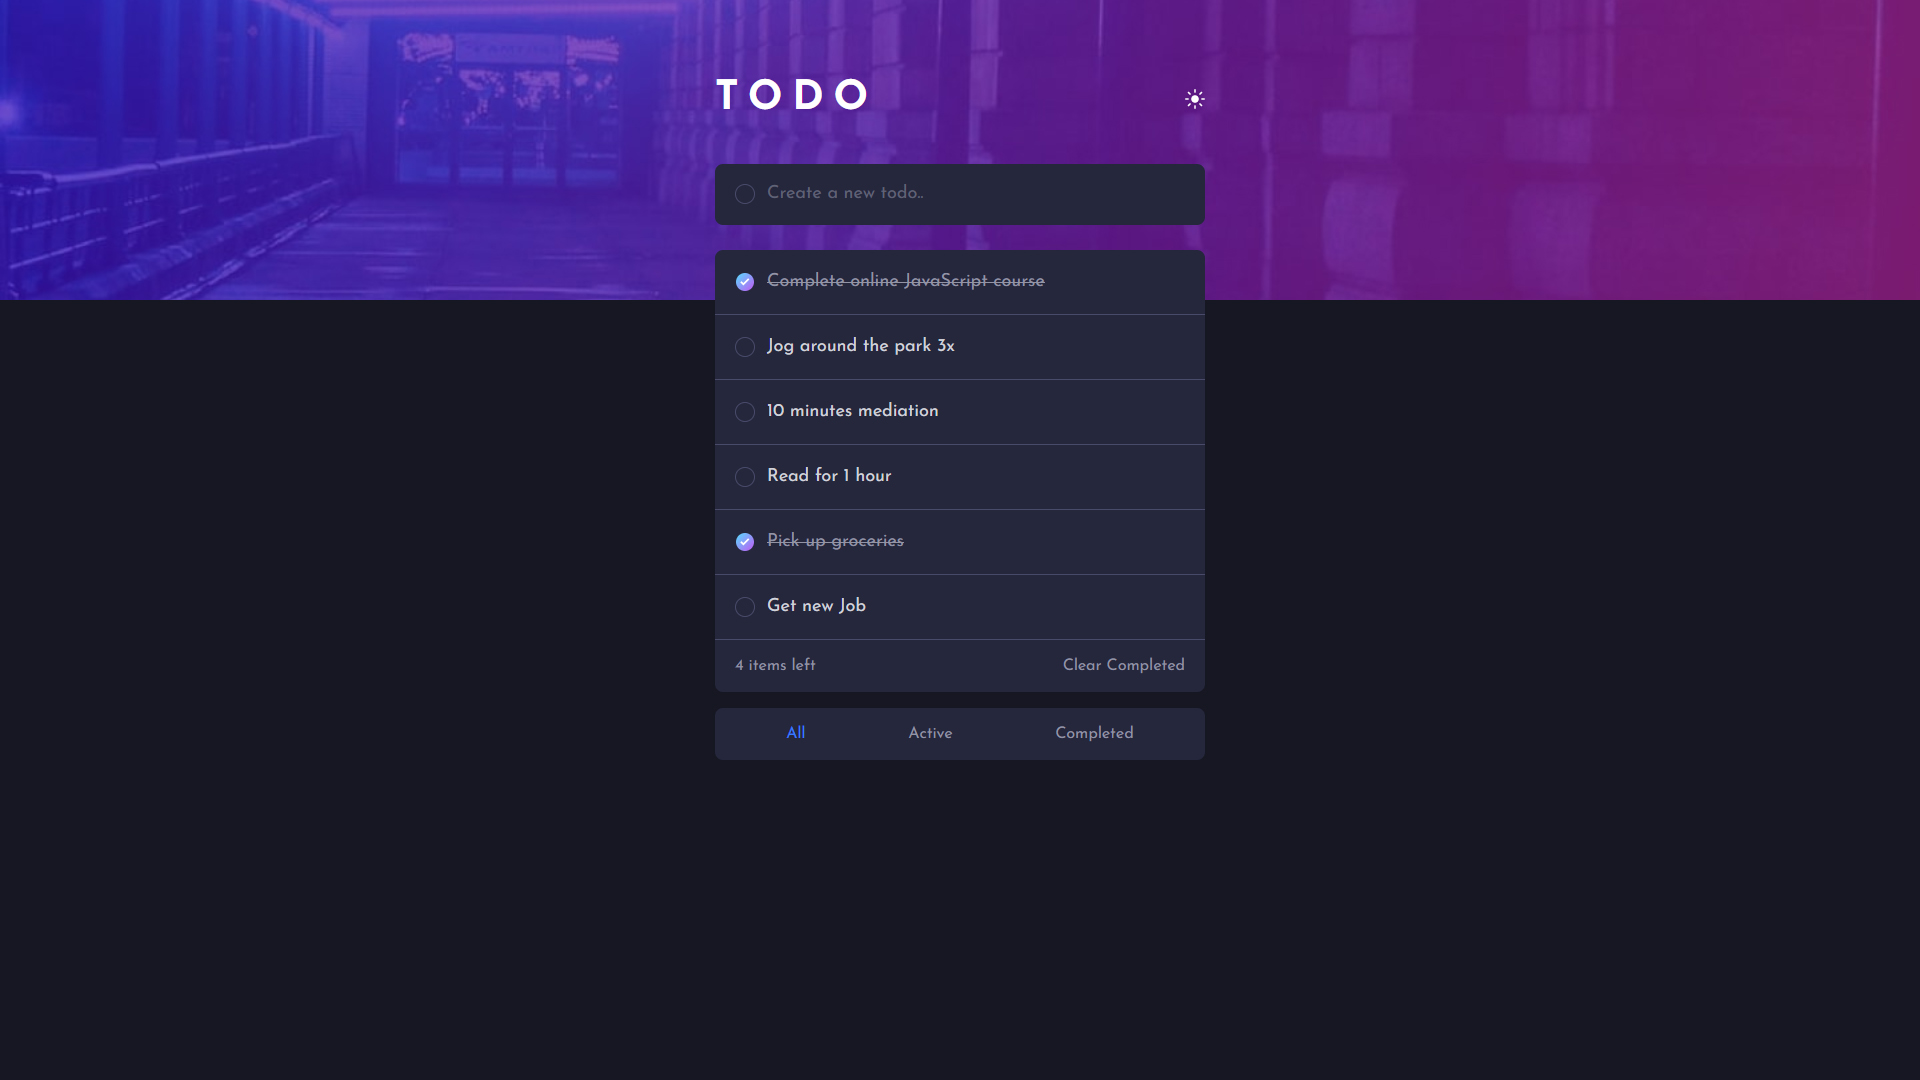 TODO
Create a new todo..
Complete online JavaScript course
Jog around the park 3x
10 minutes mediation
Read for 1 hour
Pick up groceries
Get new Job
4 items left Clear Completed
All Active Completed